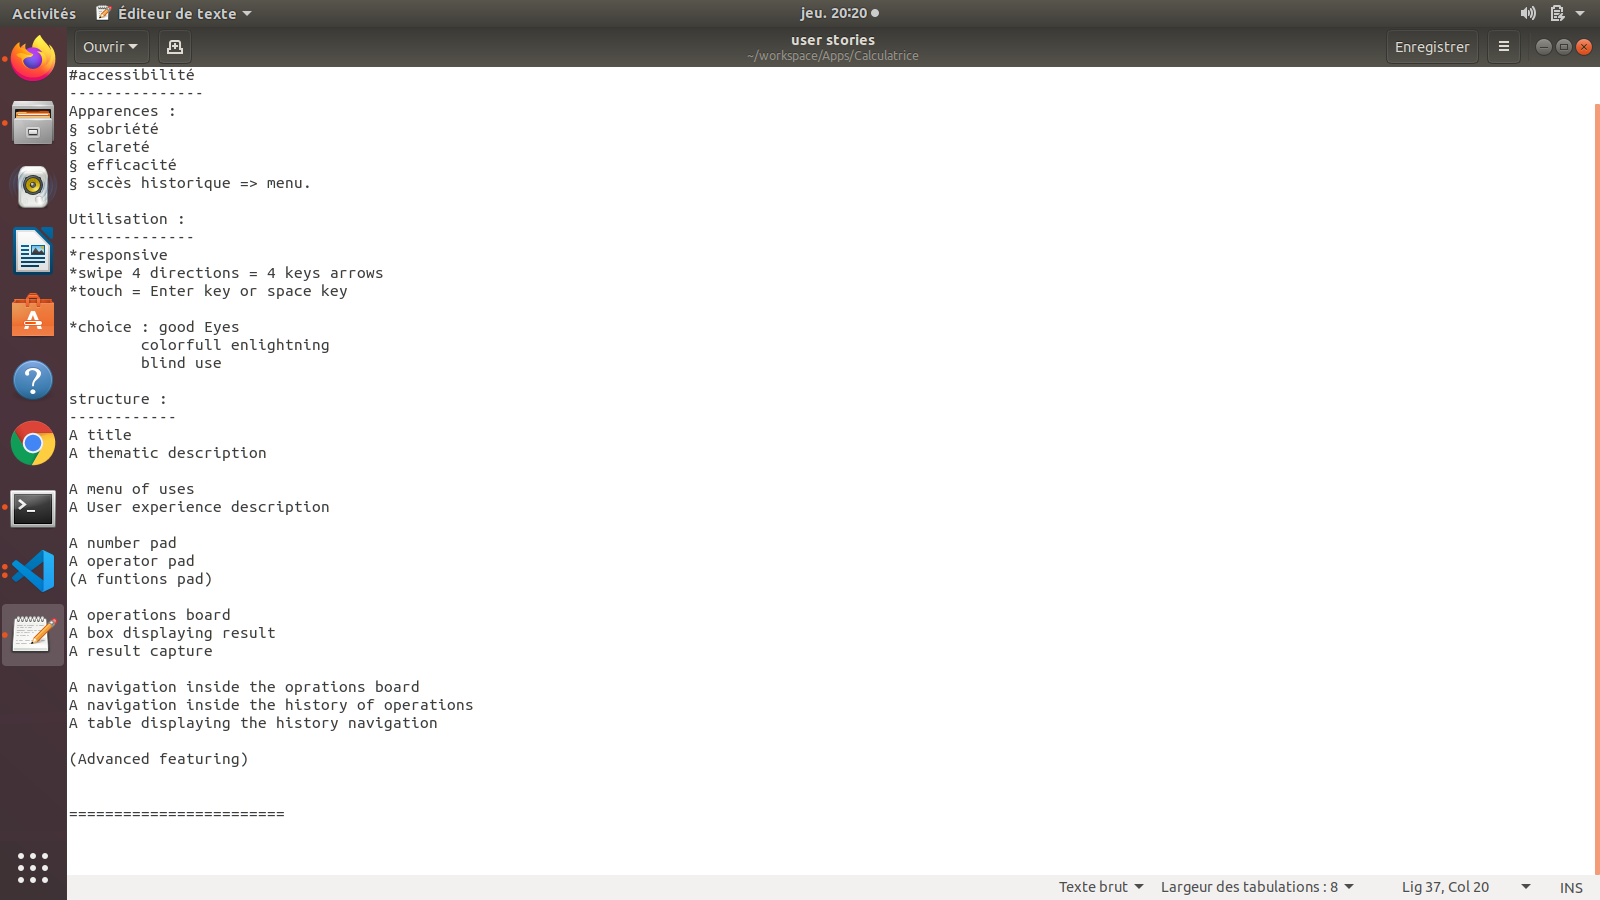 Activités Éditeur de texte jeu. 20:20
Ouvrir user stories Enregistrer
~/workspace/Apps/Calculatrice
#accessibilité
---------------
Apparences :
§ sobriété
§ clareté
§ efficacité
§ sccès historique => menu.
Utilisation :
--------------
*responsive
*swipe 4 directions = 4 keys arrows
*touch = Enter key or space key
*choice : good Eyes
colorfull enlightning
blind use
structure :
------------
A title
A thematic description
A menu of uses
A User experience description
A number pad
A operator pad
(A funtions pad)
A operations board
A box displaying result
A result capture
A navigation inside the oprations board
A navigation inside the history of operations
A table displaying the history navigation
(Advanced featuring)
========================
Texte brut Largeur des tabulations : 8 Lig 37, Col 20 INS